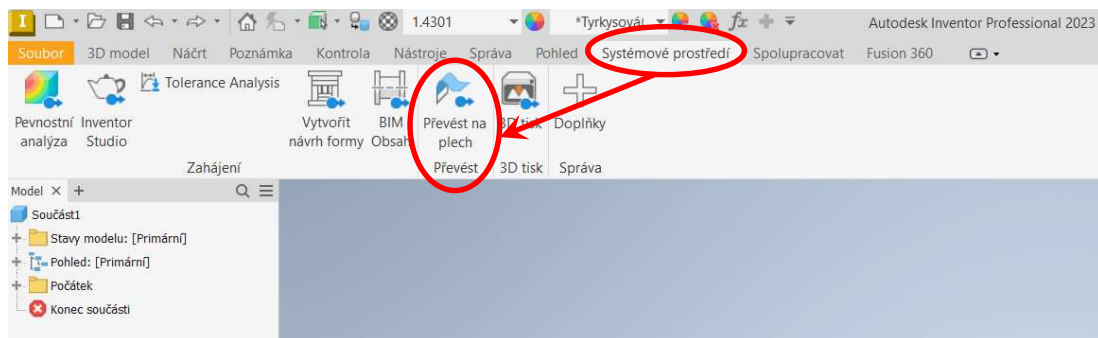 1.4301 *Tyrkysová fx Autodesk Inventor Professional 2023
Soubor 3D model Náčrt Poznámka Kontrola Nástroje Správa Pohled Systémové prostředí Spolupracovat Fusion 360
Tolerance Analysis
Pevnostní Inventor Vytvořit BIM Převést na 3D tisk Doplňky
analýza Studio návrh formy Obsah plech
Zahájení Převést 3D tisk Správa
Model
Součást1
Stavy modelu: [Primární]
Pohled: [Primární]
Počátek
Konec součásti